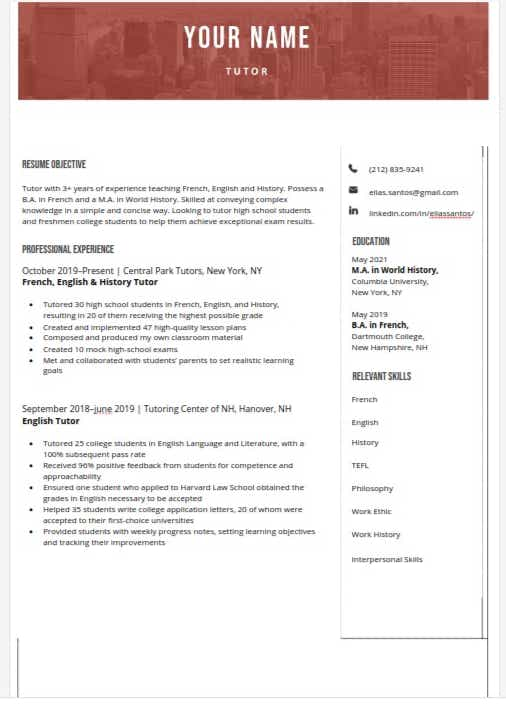 YOUR NAME
TUTOR
RESUME OBJECTIVE
Tutor with 3+ years of experience teaching French, English and History. Possess a
B.A. in French and a M.A. in World History. Skilled at conveying complex
knowledge in a simple and concise way. Looking to tutor high school students
and freshmen college students to help them achieve exceptional exam results.
PROFESSIONAL EXPERIENCE
October 2019–Present | Central Park Tutors, New York, NY
French, English & History Tutor
• Tutored 30 high school students in French, English, and History,
resulting in 20 of them receiving the highest possible grade
• Created and implemented 47 high-quality lesson plans
• Composed and produced my own classroom material
• Created 10 mock high-school exams
• Met and collaborated with students' parents to set realistic learning
goals
September 2018–june 2019 | Tutoring Center of NH, Hanover, NH
English Tutor
• Tutored 25 college students in English Language and Literature, with a
100% subsequent pass rate
• Received 96% positive feedback from students for competence and
approachability
• Ensured one student who applied to Harvard Law School obtained the
grades in English necessary to be accepted
• Helped 35 students write college application letters, 20 of whom were
accepted to their first-choice universities
• Provided students with weekly progress notes, setting learning objectives
and tracking their improvements
(212) 835-9241
elias.santos@gmail.com
linkedin.com/in/eliassantos/
EDUCATION
May 2021
M.A. in World History,
Columbia University,
New York, NY
May 2019
B.A. in French,
Dartmouth College,
New Hampshire, NH
RELEVANT SKILLS
French
English
History
TEFL
Philosophy
Work Ethic
Work History
Interpersonal Skills